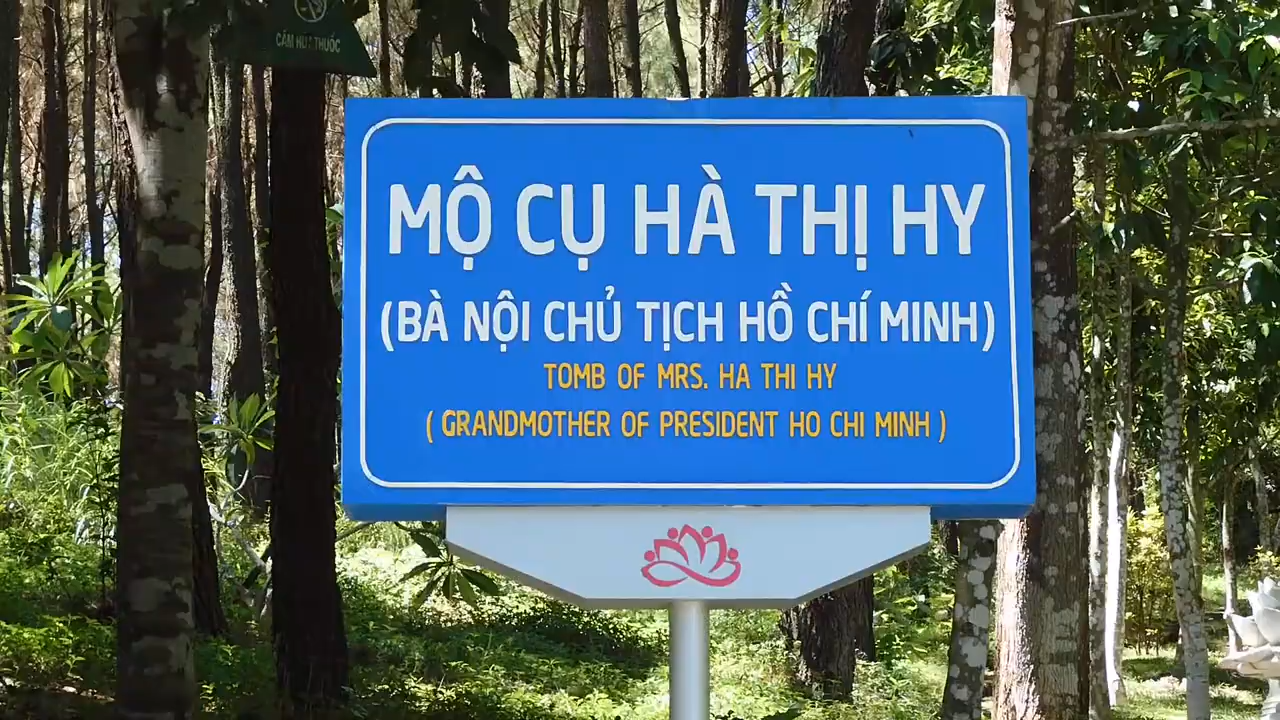 CẤM HÚT THUỐC
MỘ CỤ HÀ THỊ HY
(BÀ NỘI CHỦ TỊCH HỒ CHÍ MINH)
TOMB OF MRS. HA THI HY
( GRANDMOTHER OF PRESIDENT HO CHI MINH )